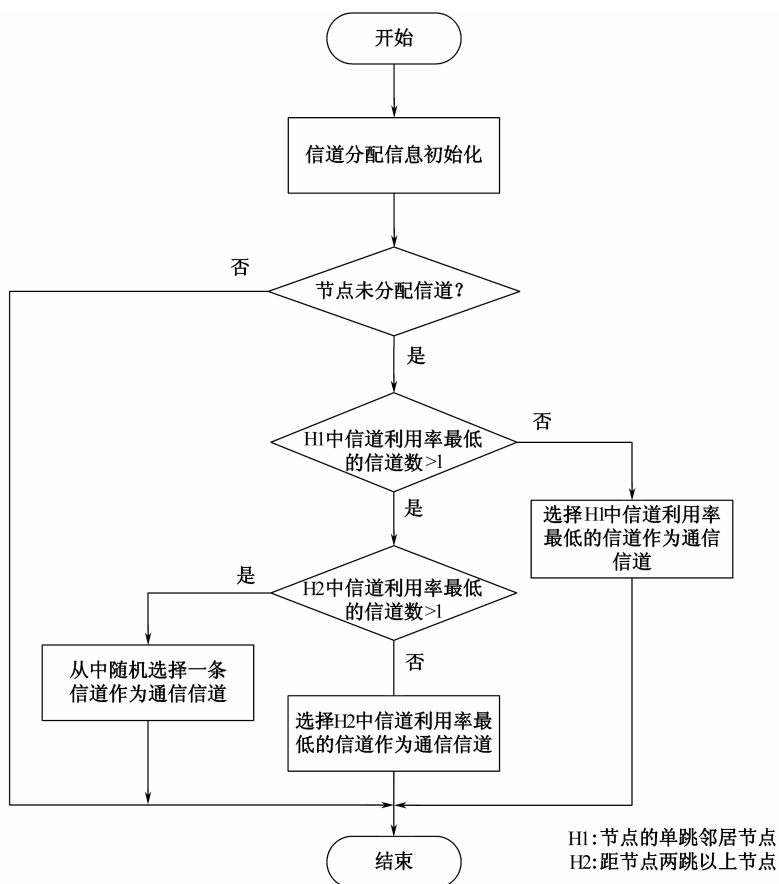 开始
信道分配信息初始化
否
节点未分配信道?
是
H1中信道利用率最低
的信道数>1
否
是
选择H1中信道利用率
最低的信道作为通信
信道
H2中信道利用率最低
的信道数>1
是
否
从中随机选择一条
信道作为通信信道
选择H2中信道利用率最
低的信道作为通信信道
结束
H1:节点的单跳邻居节点
H2:距节点两跳以上节点